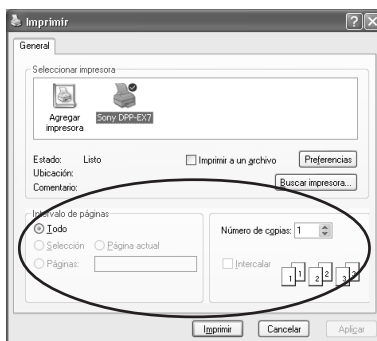 Imprimir
General
Seleccionar impresora
Agregar impresora
Sony DPP-EX7
Estado: Listo
Ubicación:
Comentario:
Imprimir a un archivo
Preferencias
Buscar impresora...
Intervalo de páginas
Todo
Selección Página actual
Páginas:
Número de copias: 1
Intercalar
1 1 2 2 3 3
Imprimir Cancelar Aplicar